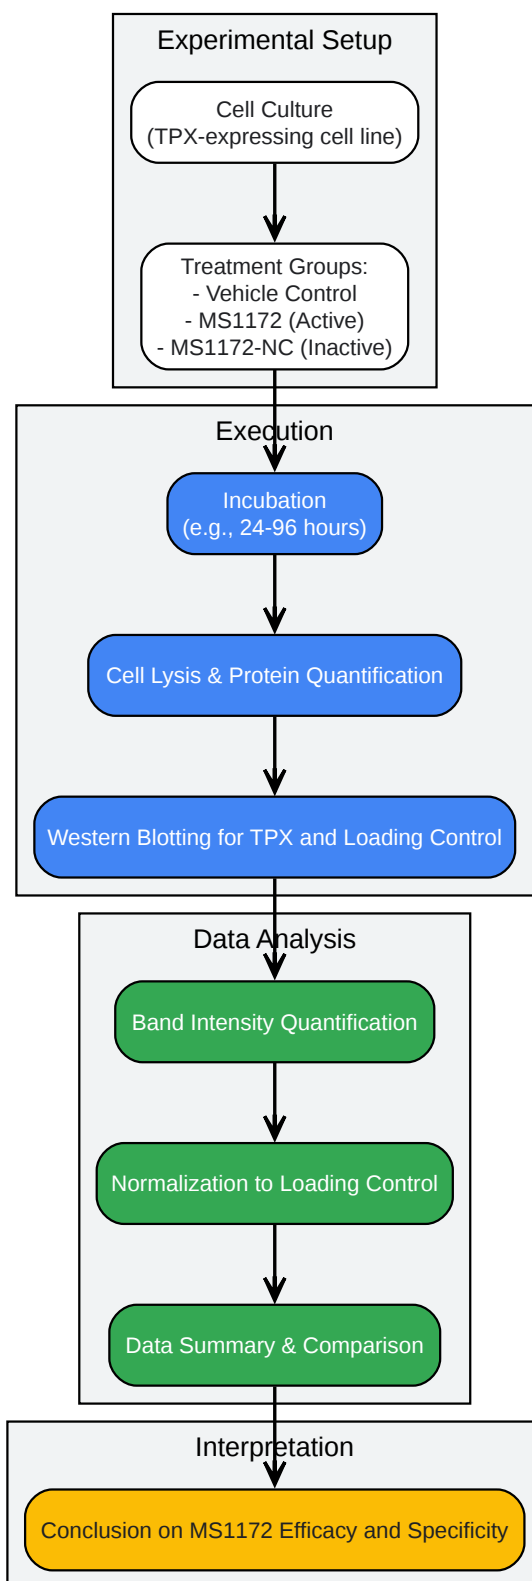 Experimental Setup
Cell Culture
(TPX-expressing cell line)
Treatment Groups:
- Vehicle Control
- MS1172 (Active)
- MS1172-NC (Inactive)
Execution
Incubation
(e.g., 24-96 hours)
Cell Lysis & Protein Quantification
Western Blotting for TPX and Loading Control
Data Analysis
Band Intensity Quantification
Normalization to Loading Control
Data Summary & Comparison
Interpretation
Conclusion on MS1172 Efficacy and Specificity